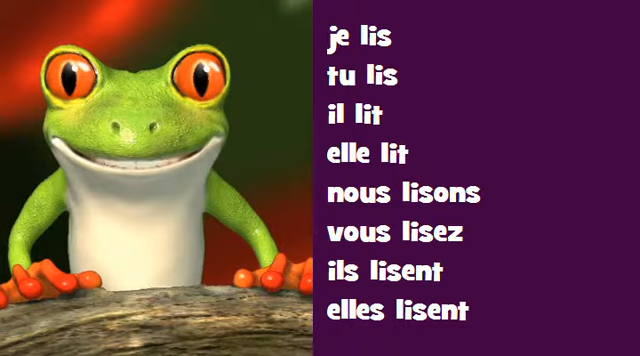 je lis
tu lis
il lit
elle lit
nous lisons
vous lisez
ils lisent
elles lisent